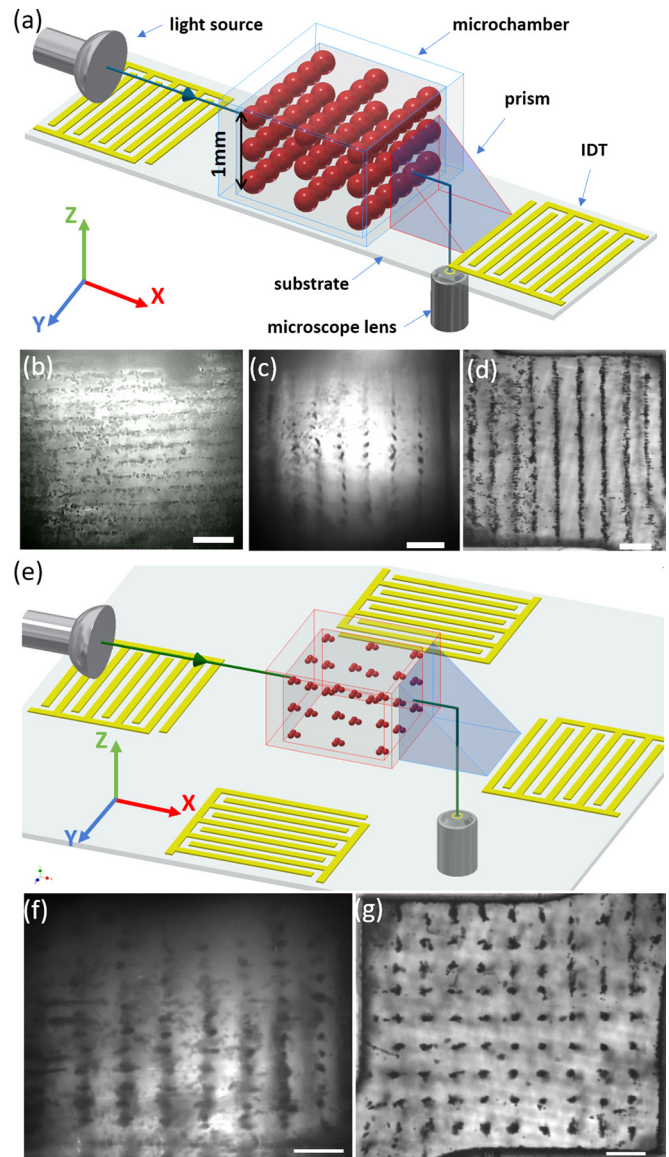 (a)
light source
microchamber
prism
IDT
1mm
Z
X
Y
substrate
microscope lens
(b)
(c)
(d)
(e)
Z
X
Y
(f)
(g)